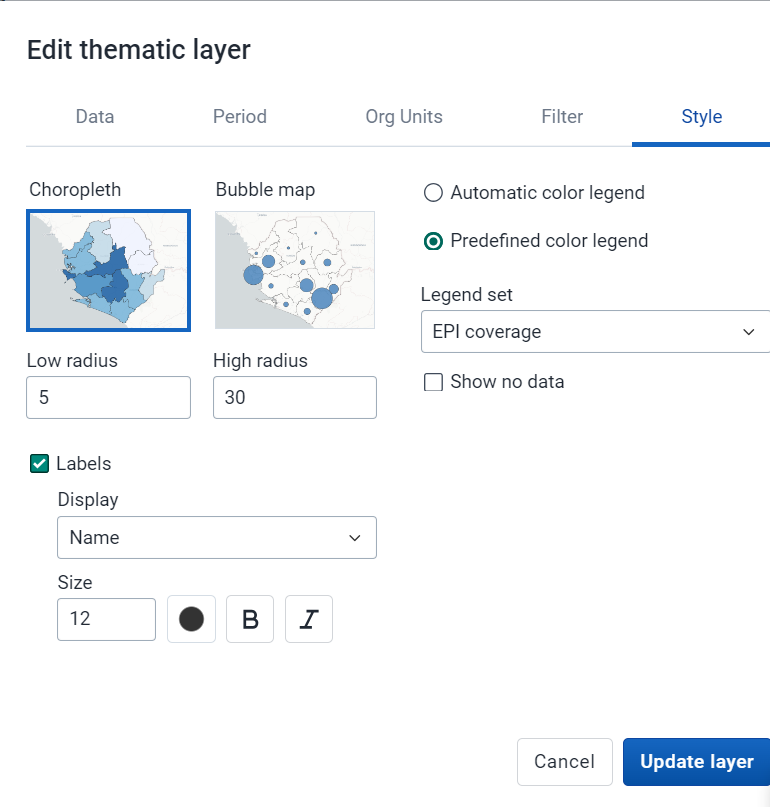 Edit thematic layer
Data Period Org Units Filter Style
Choropleth
Bubble map
Low radius
5
High radius
30
Labels
Display
Name
Size
12
B I
Automatic color legend
Predefined color legend
Legend set
EPI coverage
Show no data
Cancel Update layer